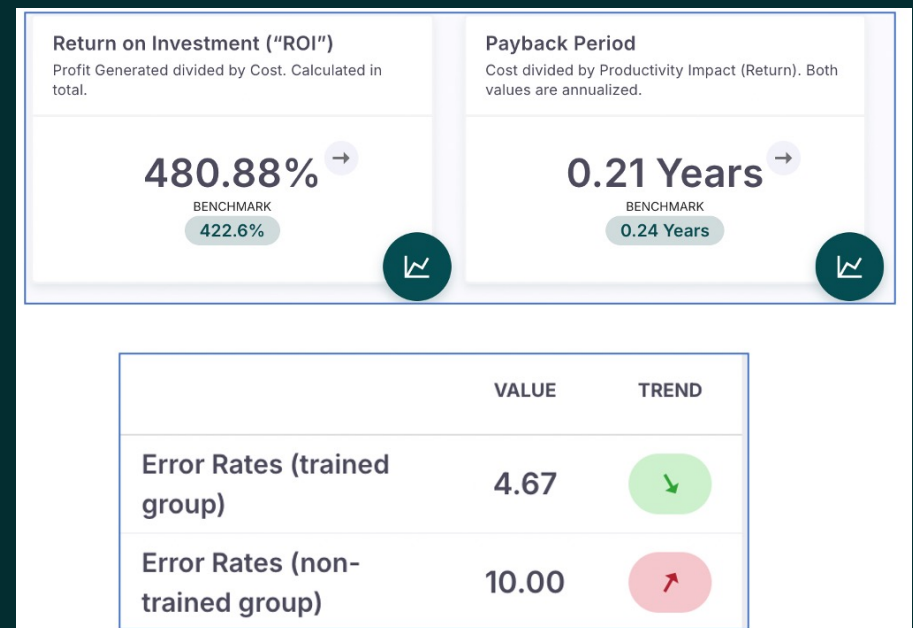 Return on Investment (“ROI”)
Profit Generated divided by Cost. Calculated in
total.
480.88%
BENCHMARK
422.6%
Payback Period
Cost divided by Productivity Impact (Return). Both
values are annualized.
0.21 Years
BENCHMARK
0.24 Years
VALUE TREND
Error Rates (trained
group)
4.67
Error Rates (non-
trained group)
10.00